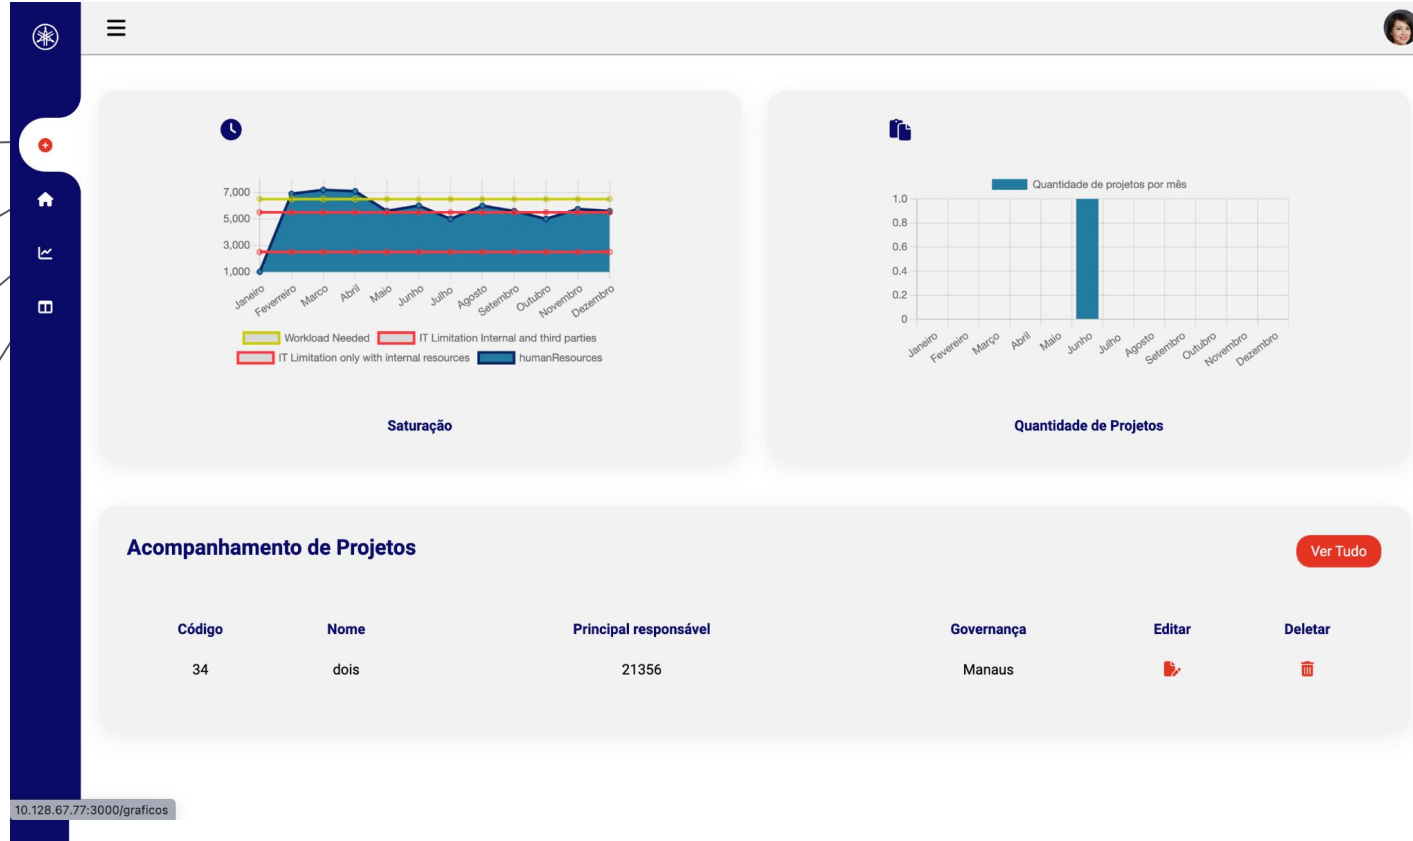 7,000
5,000
3,000
1,000
Janeiro Fevereiro Marco Abril Maio Junho Julho Agosto Setembro Outubro Novembro Dezembro
Workload Needed IT Limitation Internal and third parties
IT Limitation only with internal resources humanResources
Saturação
Quantidade de projetos por mês
1.0
0.8
0.6
0.4
0.2
0
Janeiro Fevereiro Março Abril Maio Junho Julho Agosto Setembro Outubro Novembro Dezembro
Quantidade de Projetos
Acompanhamento de Projetos
Ver Tudo
Código Nome Principal responsável Governança Editar Deletar
34 dois 21356 Manaus
10.128.67.77:3000/graficos